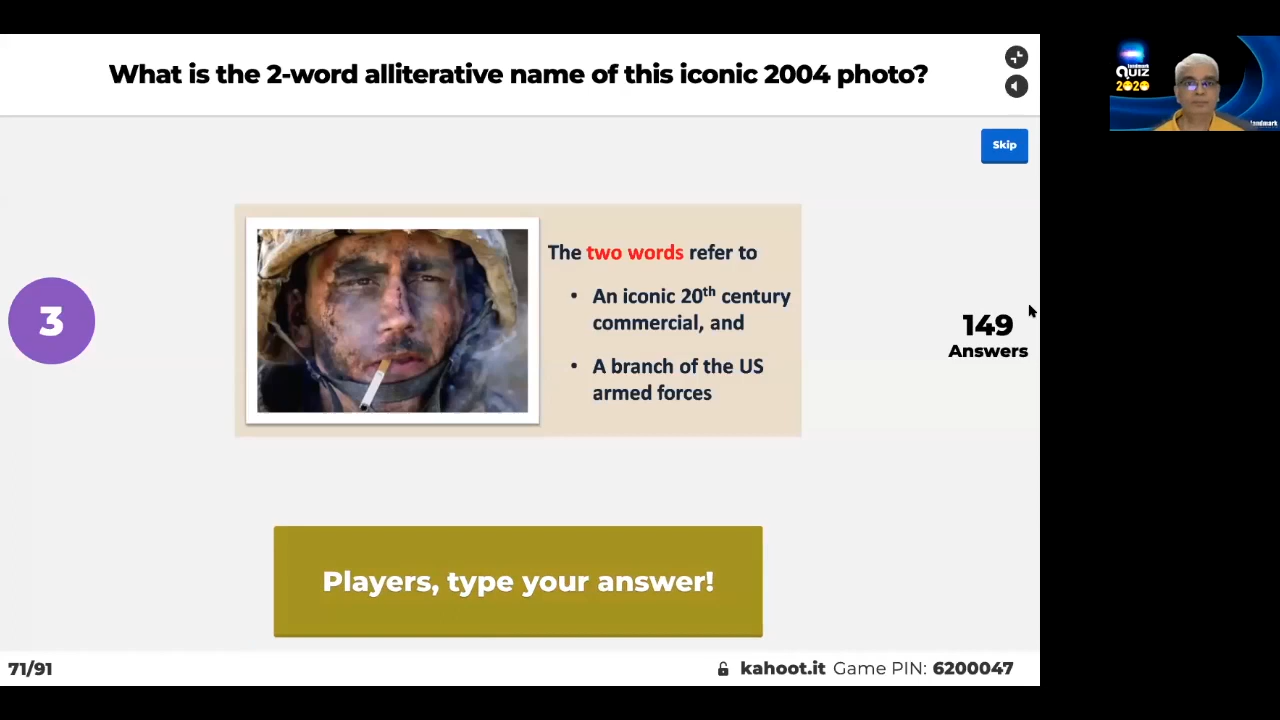 What is the 2-word alliterative name of this iconic 2004 photo?
Skip
The two words refer to
• An iconic 20th century
commercial, and
• A branch of the US
armed forces
3
149
Answers
Players, type your answer!
71/91
kahoot.it Game PIN: 6200047
landmark
QUIZ
2020
landmark